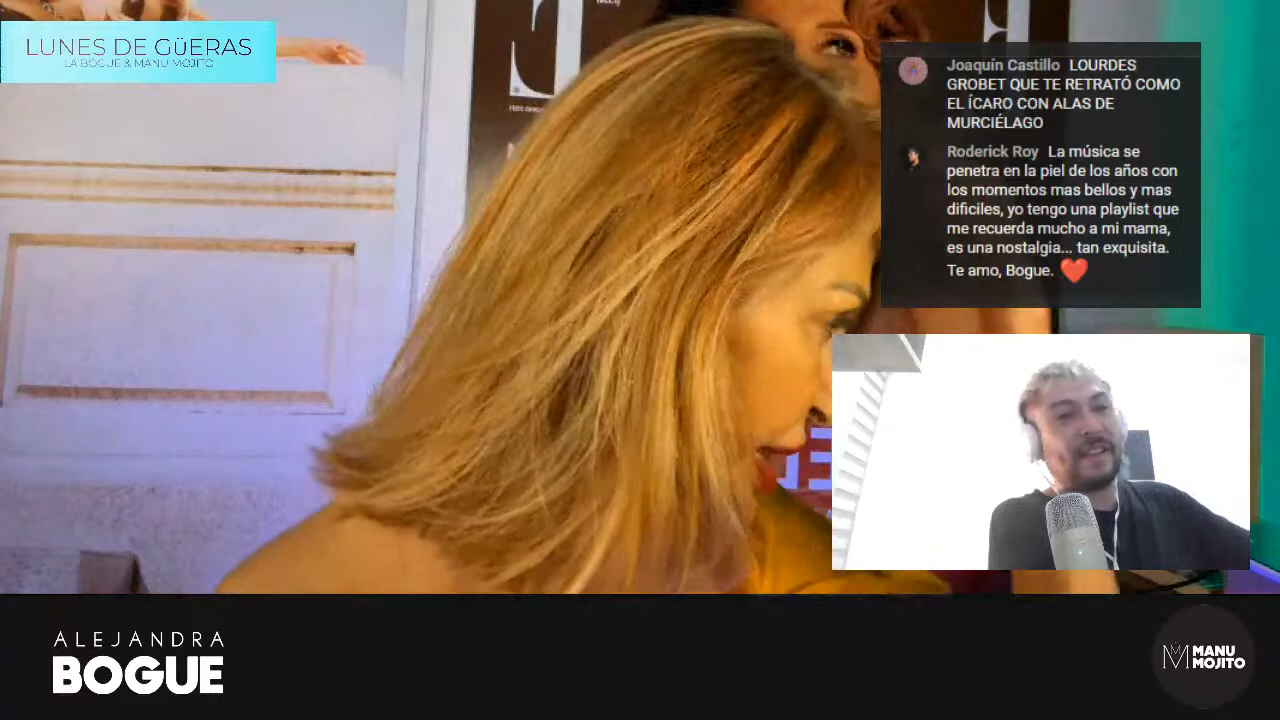 LUNES DE GÜERAS
LA BOGUE & MANU MOJITO
Joaquín Castillo LOURDES
GROBET QUE TE RETRATÓ COMO
EL ÍCARO CON ALAS DE
MURCIÉLAGO
Roderick Roy La música se
penetra en la piel de los años con
los momentos mas bellos y mas
dificiles, yo tengo una playlist que
me recuerda mucho a mi mama,
es una nostalgia... tan exquisita.
Te amo, Bogue. ❤️
ALEJANDRA
BOGUE
MANU
MOJITO